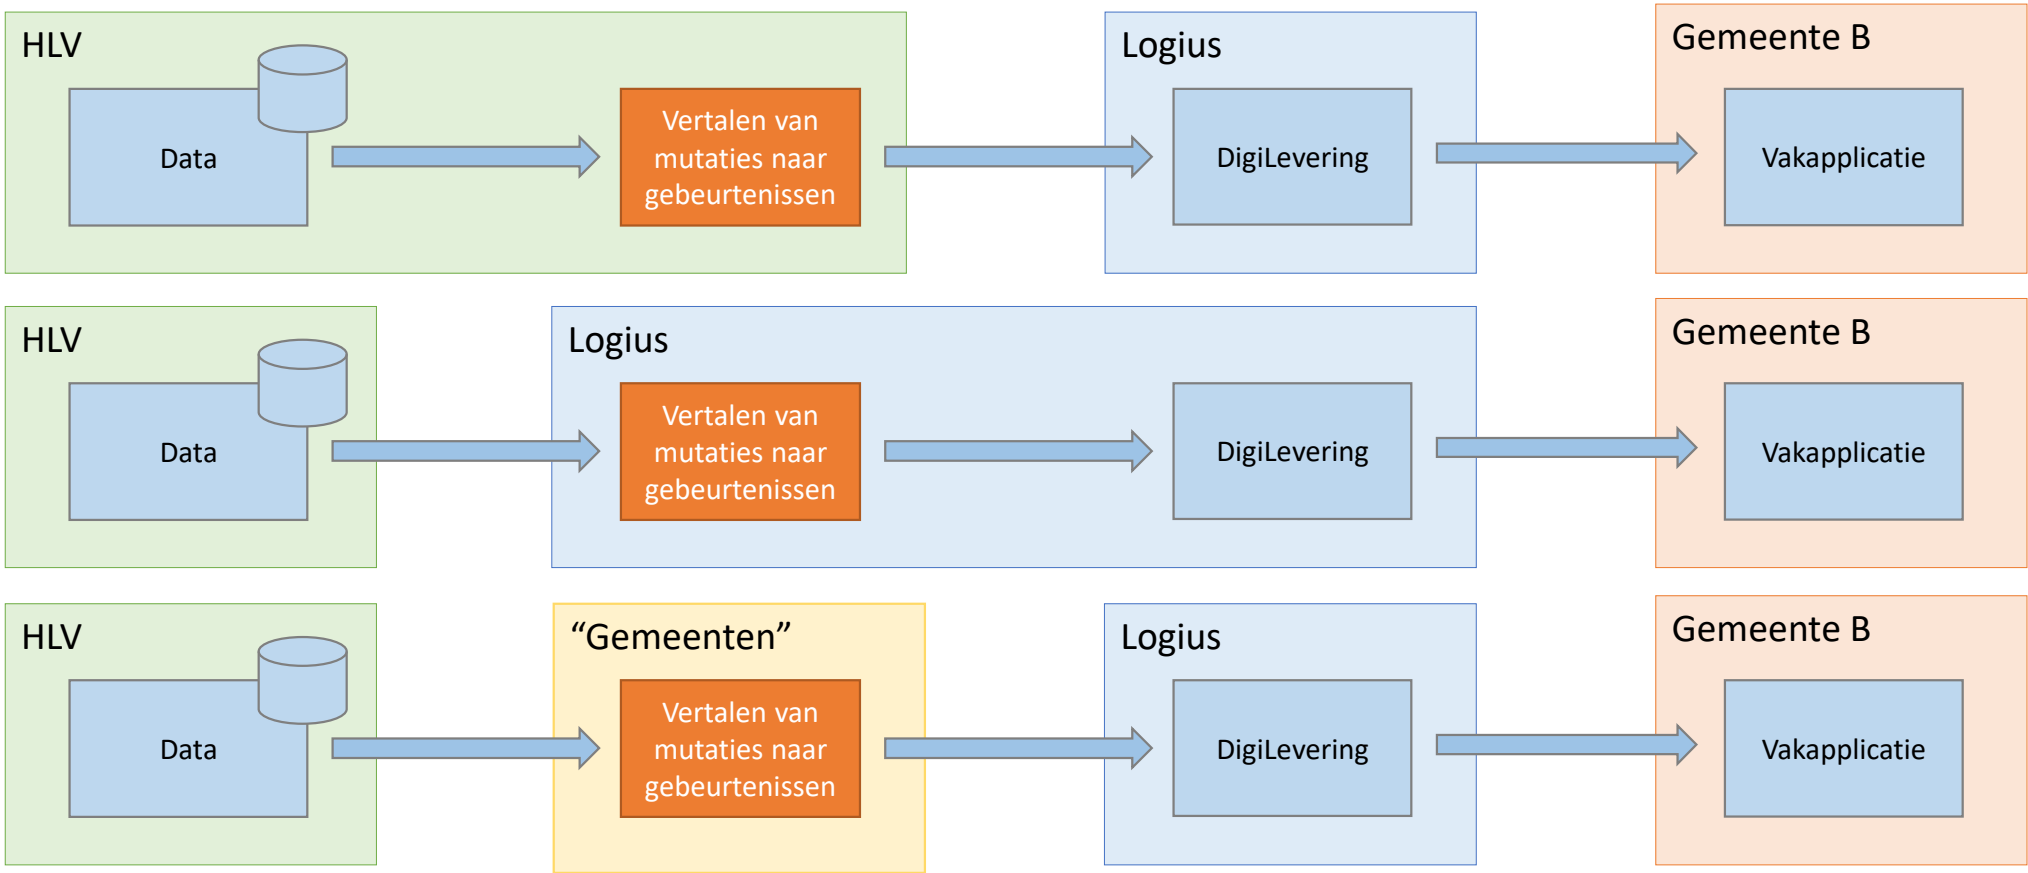 HLV
Data
Vertalen van
mutaties naar
gebeurtenissen
Logius
DigiLevering
Gemeente B
Vakapplicatie
HLV
Data
Logius
Vertalen van
mutaties naar
gebeurtenissen
DigiLevering
Gemeente B
Vakapplicatie
HLV
Data
“Gemeenten”
Vertalen van
mutaties naar
gebeurtenissen
Logius
DigiLevering
Gemeente B
Vakapplicatie